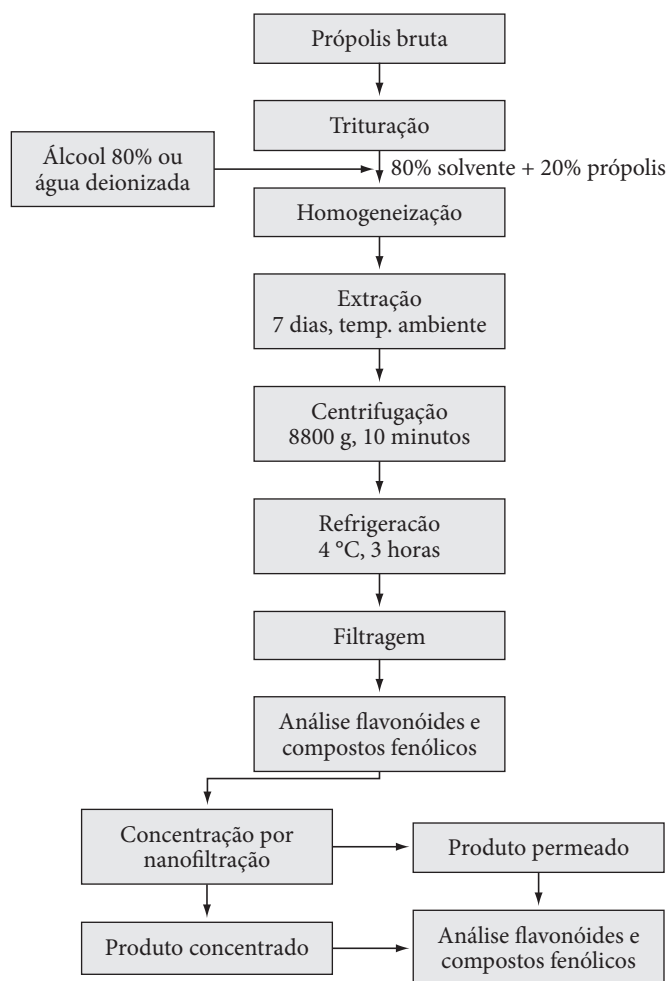 Própolis bruta
Trituração
Álcool 80% ou
água deionizada
80% solvente + 20% própolis
Homogeneização
Extração
7 dias, temp. ambiente
Centrifugação
8800 g, 10 minutos
Refrigeracão
4 °C, 3 horas
Filtragem
Análise flavonóides e
compostos fenólicos
Concentração por
nanofiltração
Produto permeado
Produto concentrado
Análise flavonóides e
compostos fenólicos